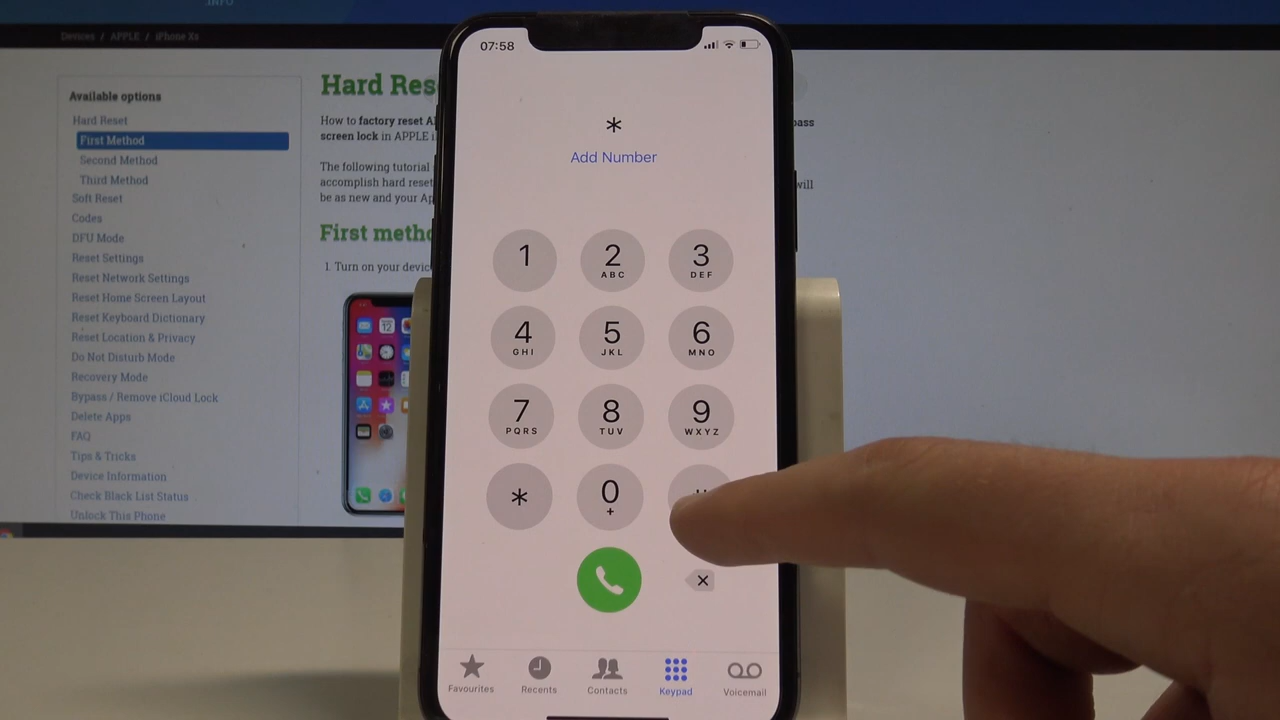 INFO
Devices / APPLE / iPhone Xs
Available options
Hard Reset
First Method
Second Method
Third Method
Soft Reset
Codes
DFU Mode
Reset Settings
Reset Network Settings
Reset Home Screen Layout
Reset Keyboard Dictionary
Reset Location & Privacy
Do Not Disturb Mode
Recovery Mode
Bypass / Remove iCloud Lock
Delete Apps
FAQ
Tips & Tricks
Device Information
Check Black List Status
Unlock This Phone
Hard Res
How to factory reset A
screen lock in APPLE i
The following tutorial
accomplish hard reset
be as new and your Ap
First metho
1. Turn on your devic
12
pass
will
07:58
*
Add Number
1 2 3
ABC DEF
4 5 6
GHI JKL MNO
7 8 9
PQRS TUV WXYZ
* 0
+
Favourites Recents Contacts Keypad Voicemail